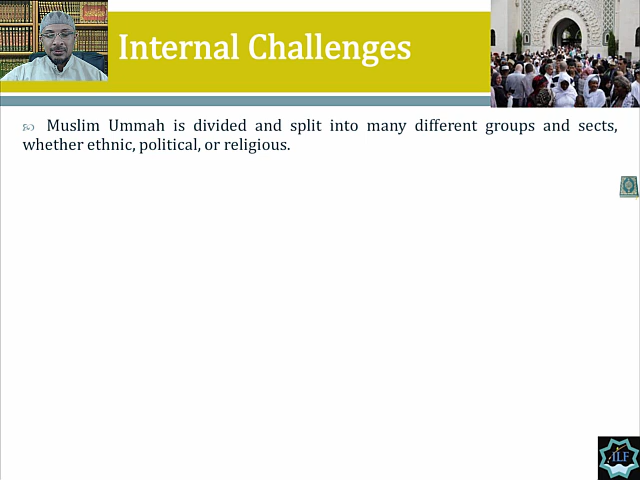 Internal Challenges
Muslim Ummah is divided and split into many different groups and sects,
whether ethnic, political, or religious.
ILF